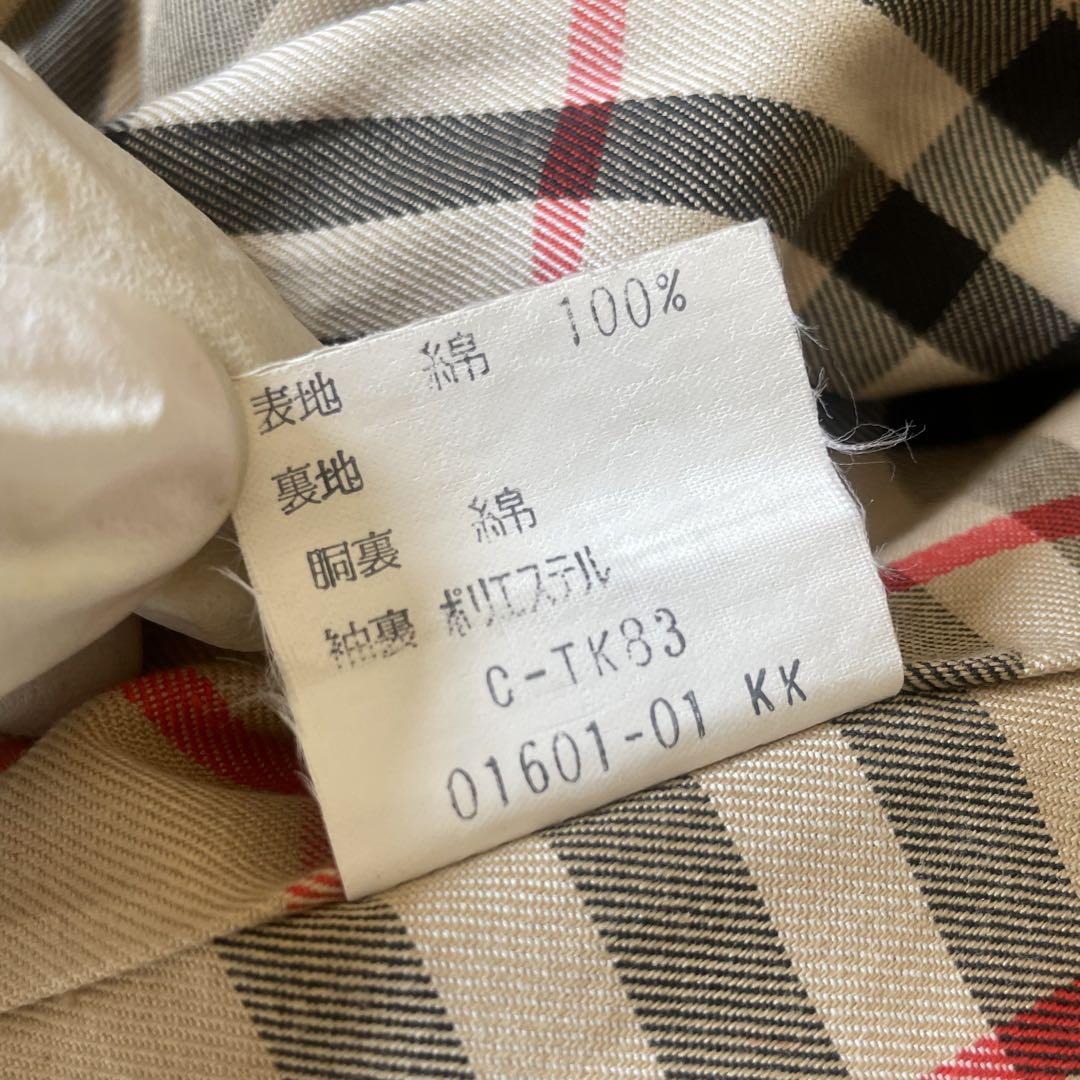 表地 綿 100%
裏地
胴裏 綿
袖裏 ポリエステル
C-TK83
01601-01 KK